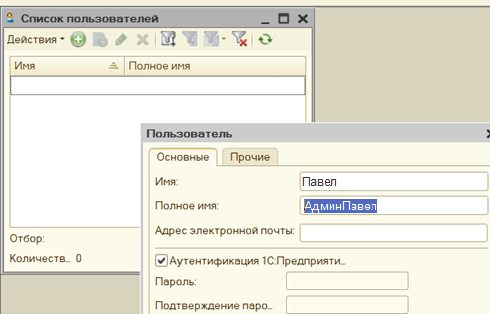 Список пользователей
Действия
Имя Полное имя
Отбор:
Количеств.. 0
Пользователь
Основные Прочие
Имя: Павел
Полное имя: АдминПавел
Адрес электронной почты:
Аутентификация 1С:Предприяти..
Пароль:
Подтверждение паро..